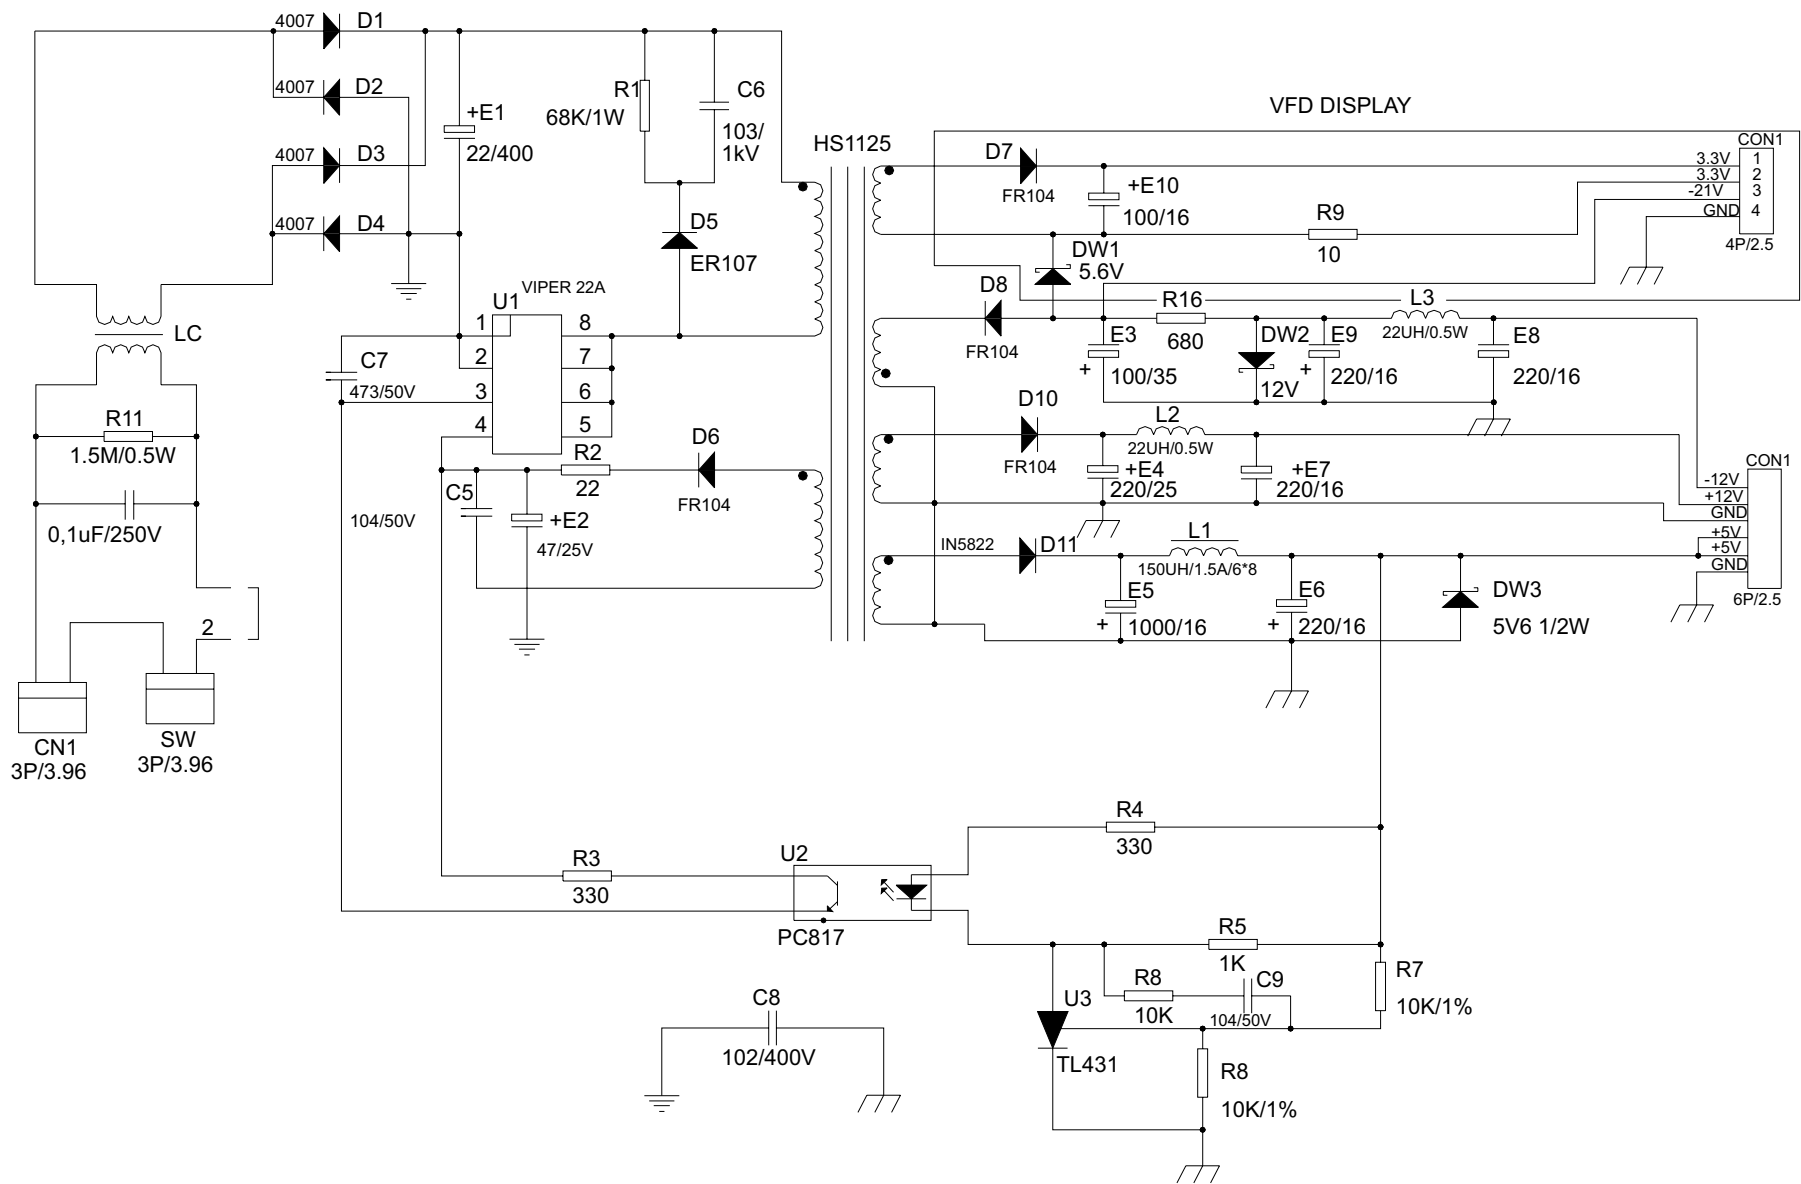 4007 D1
4007 D2
4007 D3
4007 D4
+E1
22/400
R1
68K/1W
C6
103/
1kV
D5
ER107
HS1125
VFD DISPLAY
D7
FR104
+E10
100/16
R9
10
DW1
5.6V
CON1
3.3V 1
3.3V 2
-21V 3
GND 4
4P/2.5
D8
FR104
E3
+
100/35
R16
680
DW2
12V
E9
+
220/16
L3
22UH/0.5W
E8
220/16
LC
R11
1.5M/0.5W
0,1uF/250V
2
CN1
3P/3.96
SW
3P/3.96
U1
VIPER 22A
1 8
2 7
3 6
4 5
C7
473/50V
C5
104/50V
+E2
47/25V
R2
22
D6
FR104
D10
FR104
L2
22UH/0.5W
+E4
220/25
+E7
220/16
CON1
-12V
+12V
GND
+5V
+5V
GND
6P/2.5
IN5822
D11
L1
150UH/1.5A/6*8
E5
+
1000/16
E6
+
220/16
DW3
5V6 1/2W
R4
330
R3
330
U2
PC817
R5
1K
R8
10K
C9
104/50V
R7
10K/1%
U3
TL431
R8
10K/1%
C8
102/400V